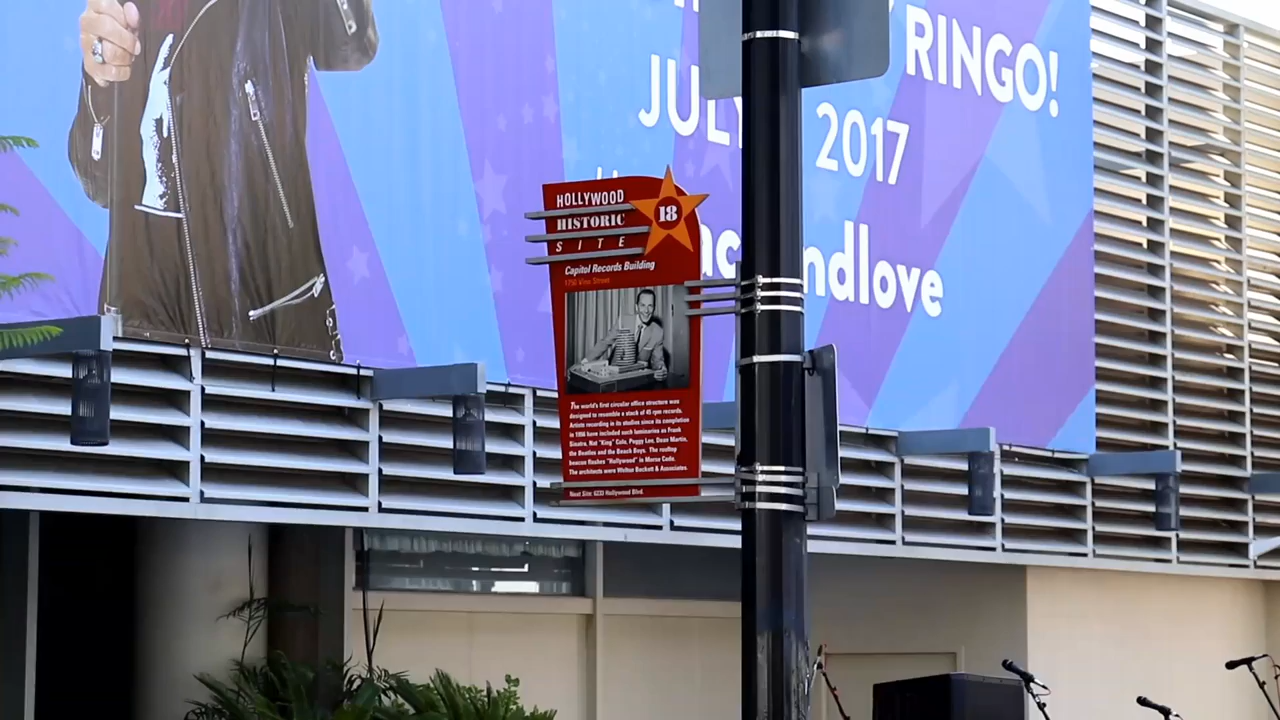 RINGO!
JULY 2017
ndlove
HOLLYWOOD
HISTORIC
SITE
18
Capitol Records Building
1750 Vine Street
The world's first circular office structure was
designed to resemble a stack of 45 rpm records.
Artists recording in its studios since its completion
in 1956 have included such luminaries as Frank
Sinatra, Nat "King" Cole, Peggy Lee, Dean Martin,
the Beatles and the Beach Boys. The rooftop
beacon flashes "Hollywood" in Morse Code.
The architects were Welton Beckett & Associates.
Next Site: 6233 Hollywood Blvd.